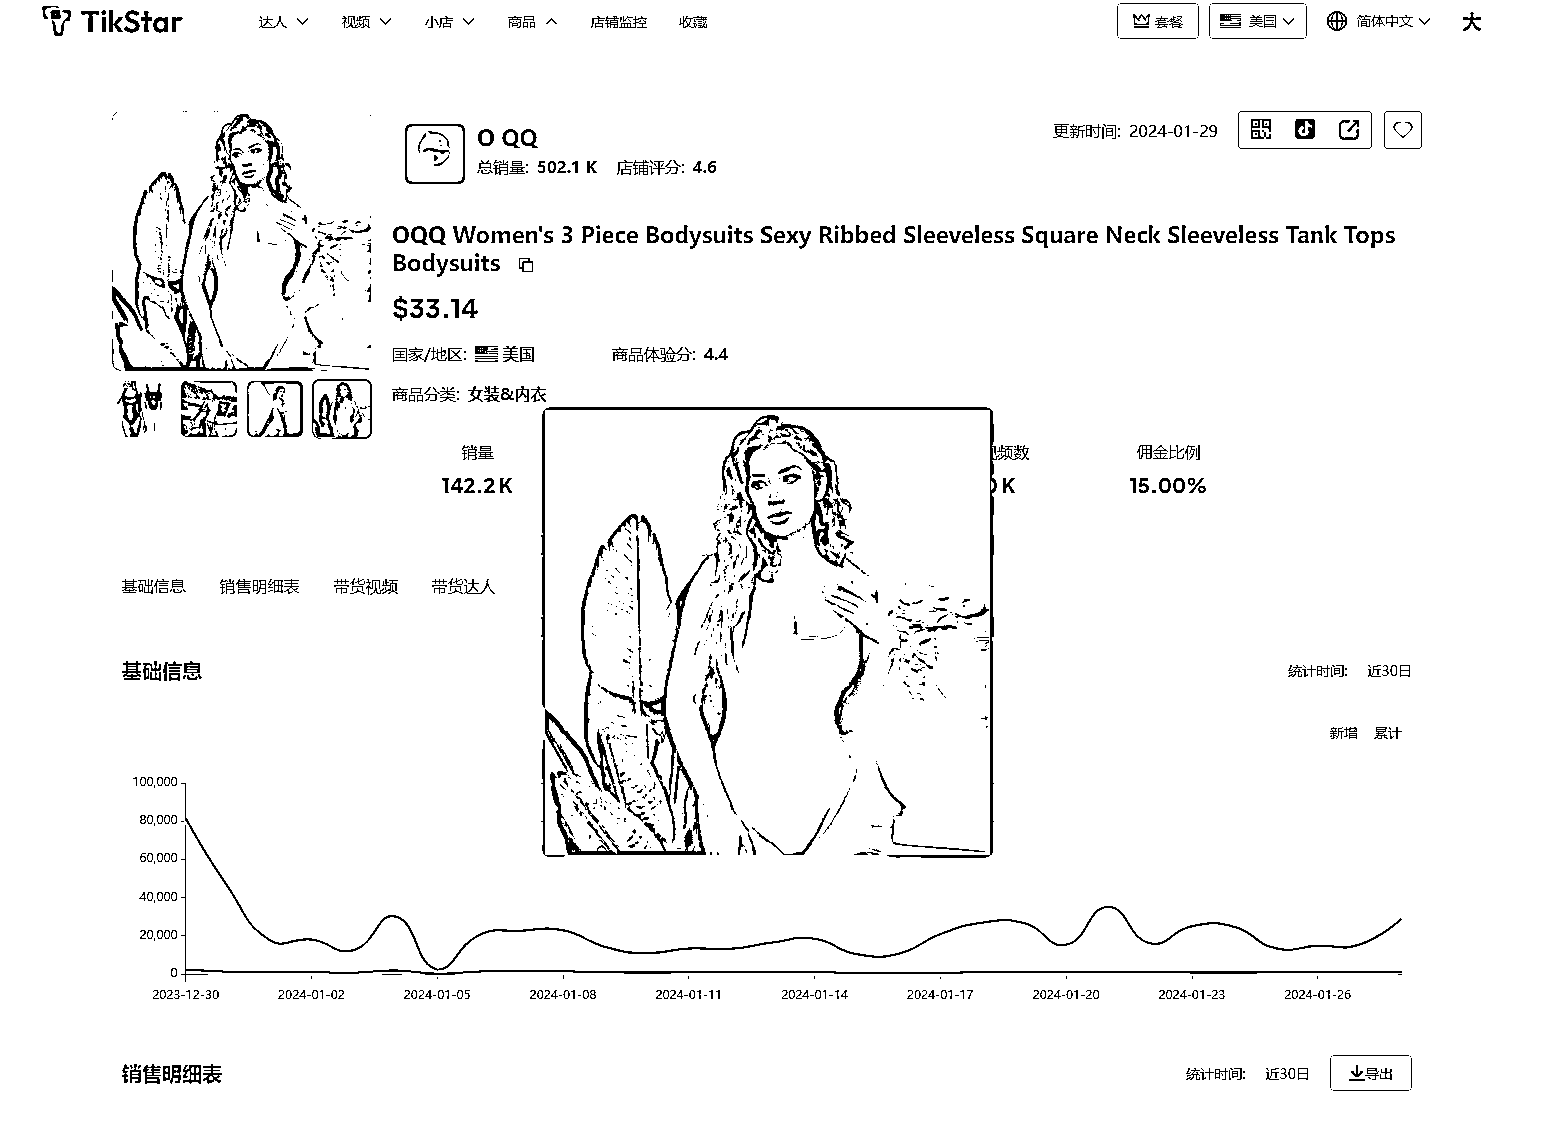 TikStar 达人 视频 小店 商品 店铺监控 收藏 套餐 美国 简体中文 大
O QQ
更新时间: 2024-01-29
总销量: 502.1 K 店铺评分: 4.6
OQQ Women's 3 Piece Bodysuits Sexy Ribbed Sleeveless Square Neck Sleeveless Tank Tops
Bodysuits
$33.14
国家/地区: 美国 商品体验分: 4.4
商品分类: 女装&内衣
销量 频数 佣金比例
142.2 K K 15.00%
基础信息 销售明细表 带货视频 带货达人
基础信息 统计时间: 近30日
新增 累计
100,000
80,000
60,000
40,000
20,000
0
2023-12-30 2024-01-02 2024-01-05 2024-01-08 2024-01-11 2024-01-14 2024-01-17 2024-01-20 2024-01-23 2024-01-26
销售明细表 统计时间: 近30日 导出